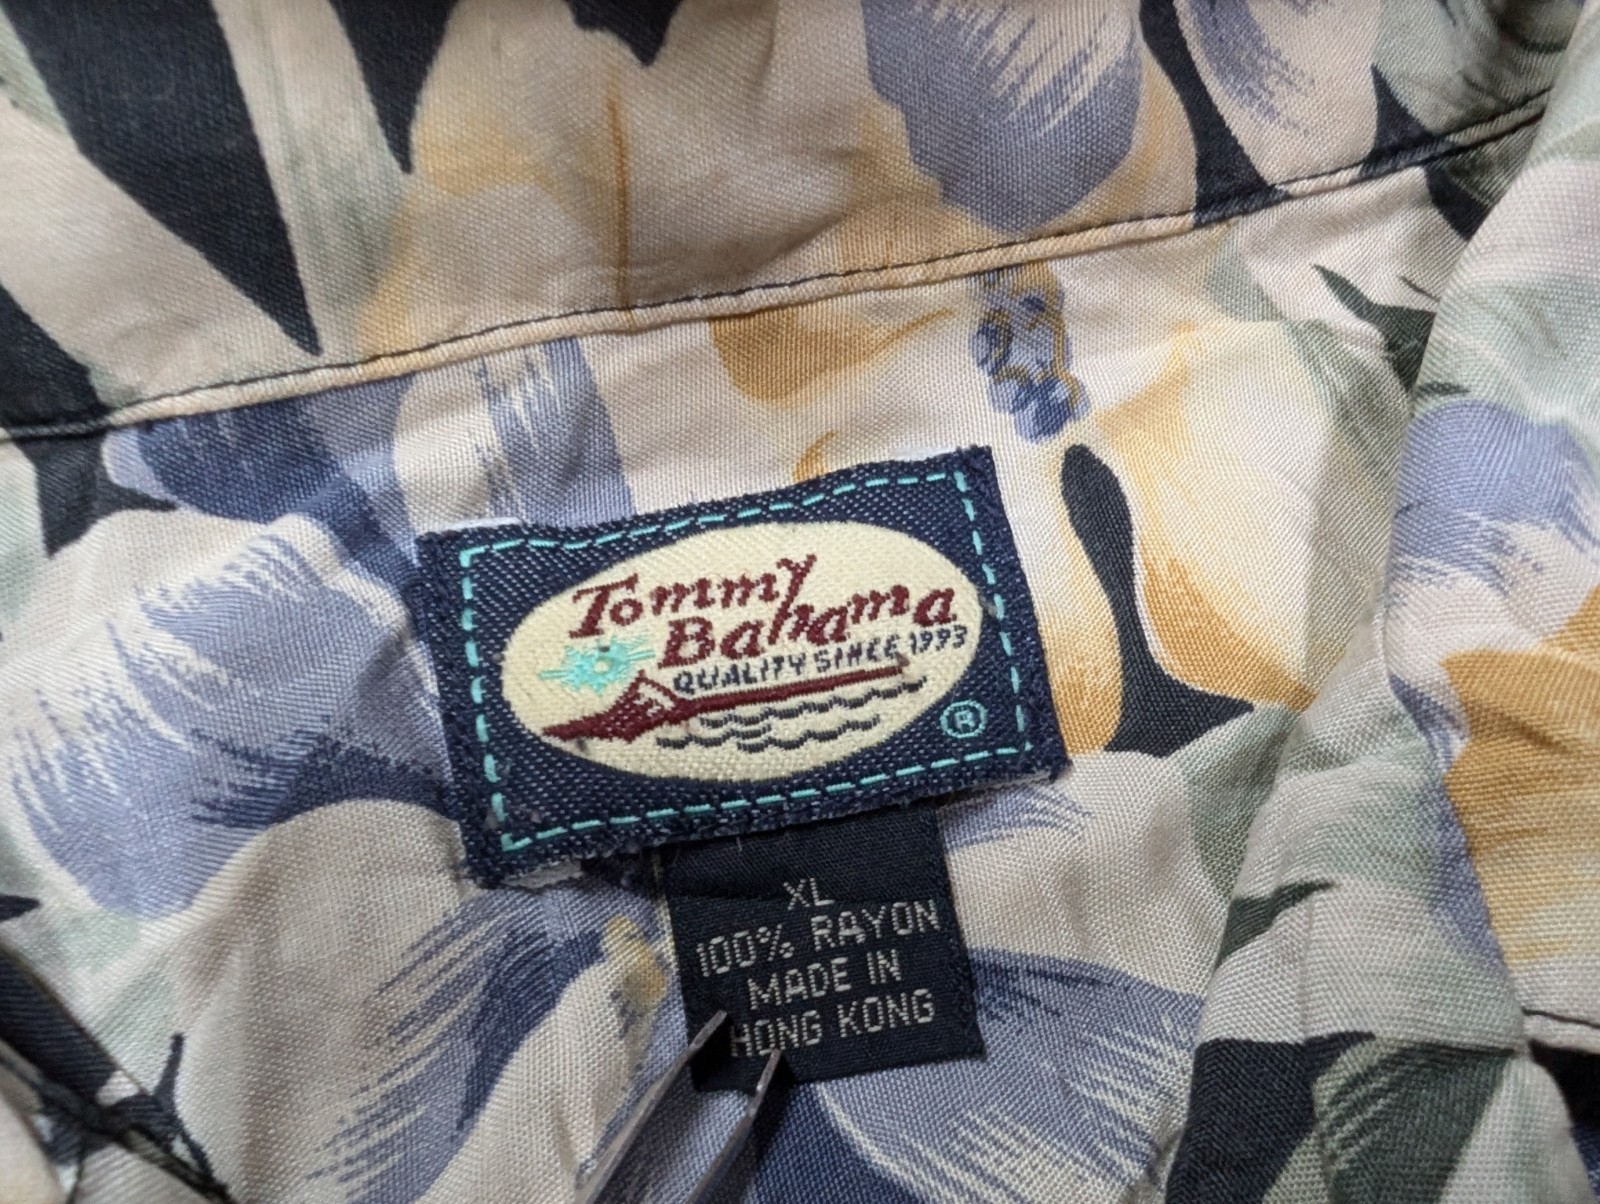 Tommy
Bahama
QUALITY SINCE 1993
®
XL
100% RAYON
MADE IN
HONG KONG